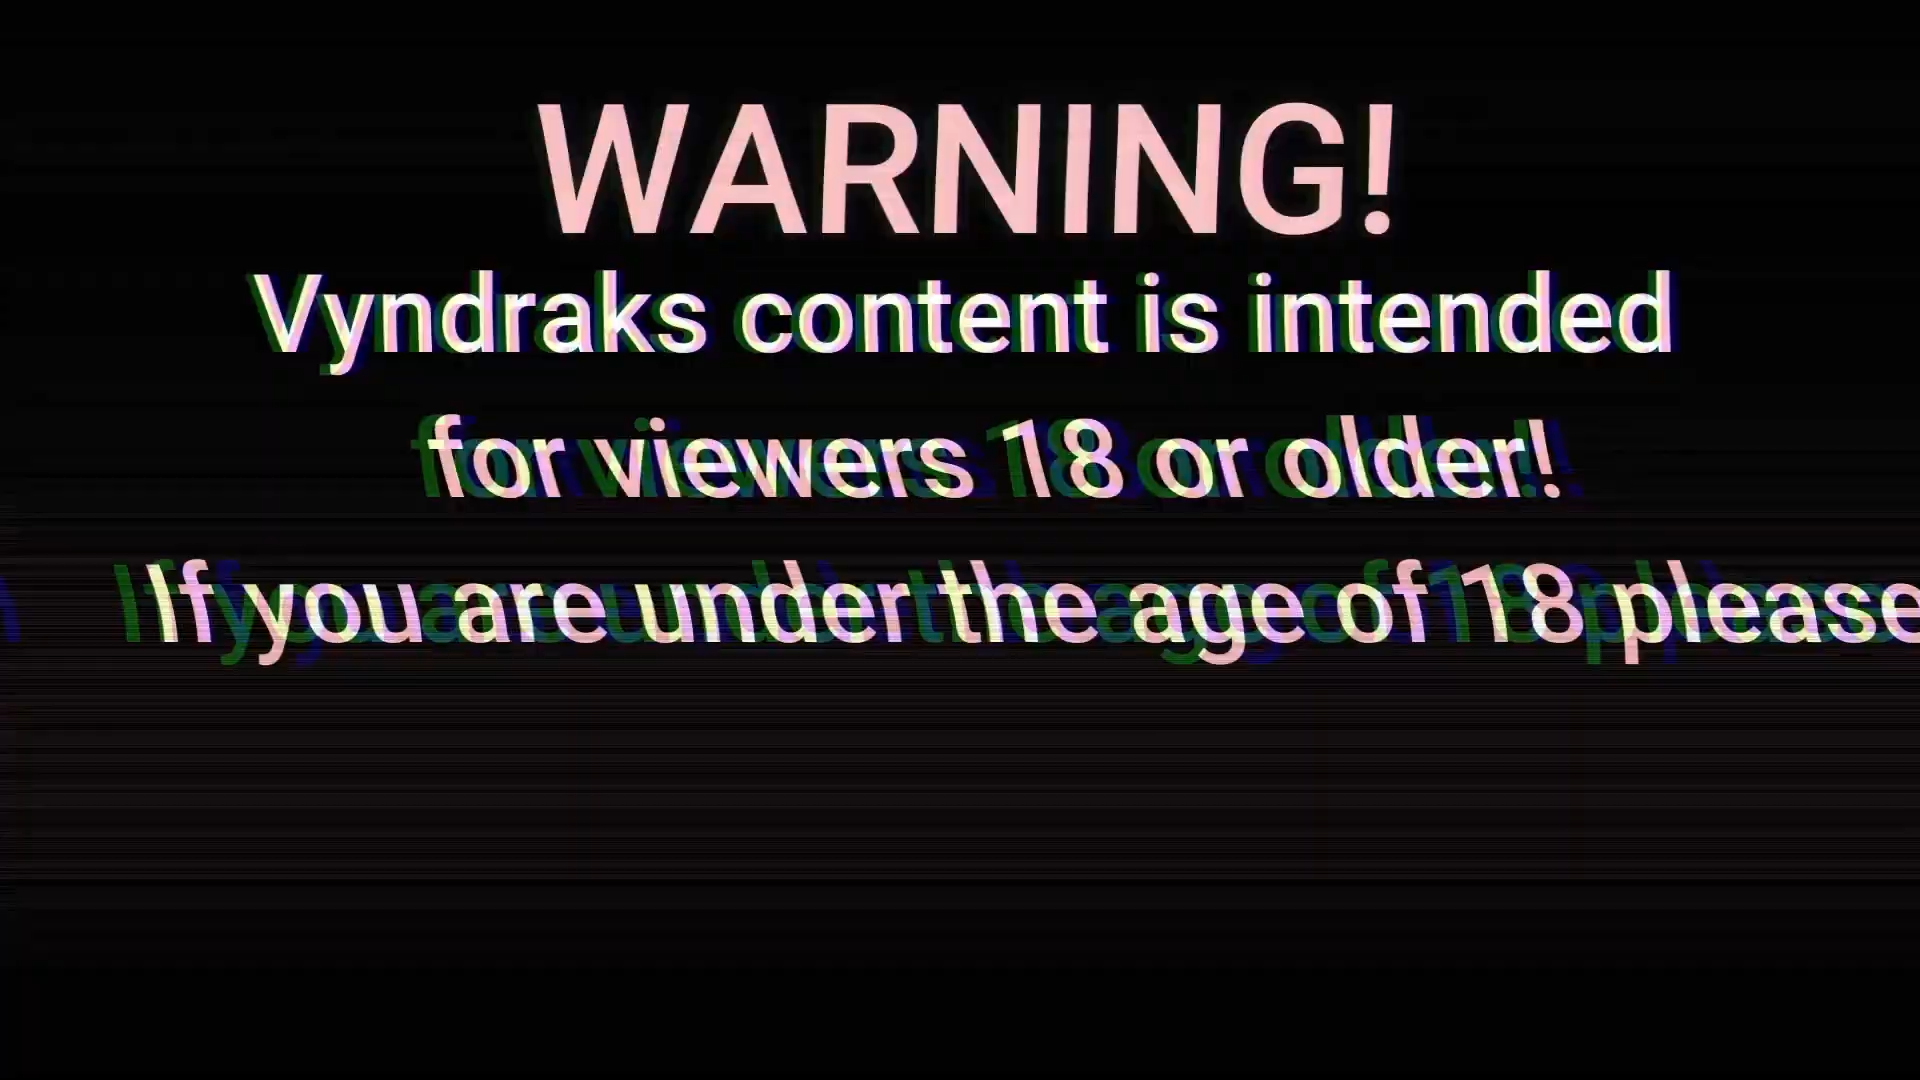 WARNING!
Vyndraks content is intended
for viewers 18 or older!
If you are under the age of 18 please